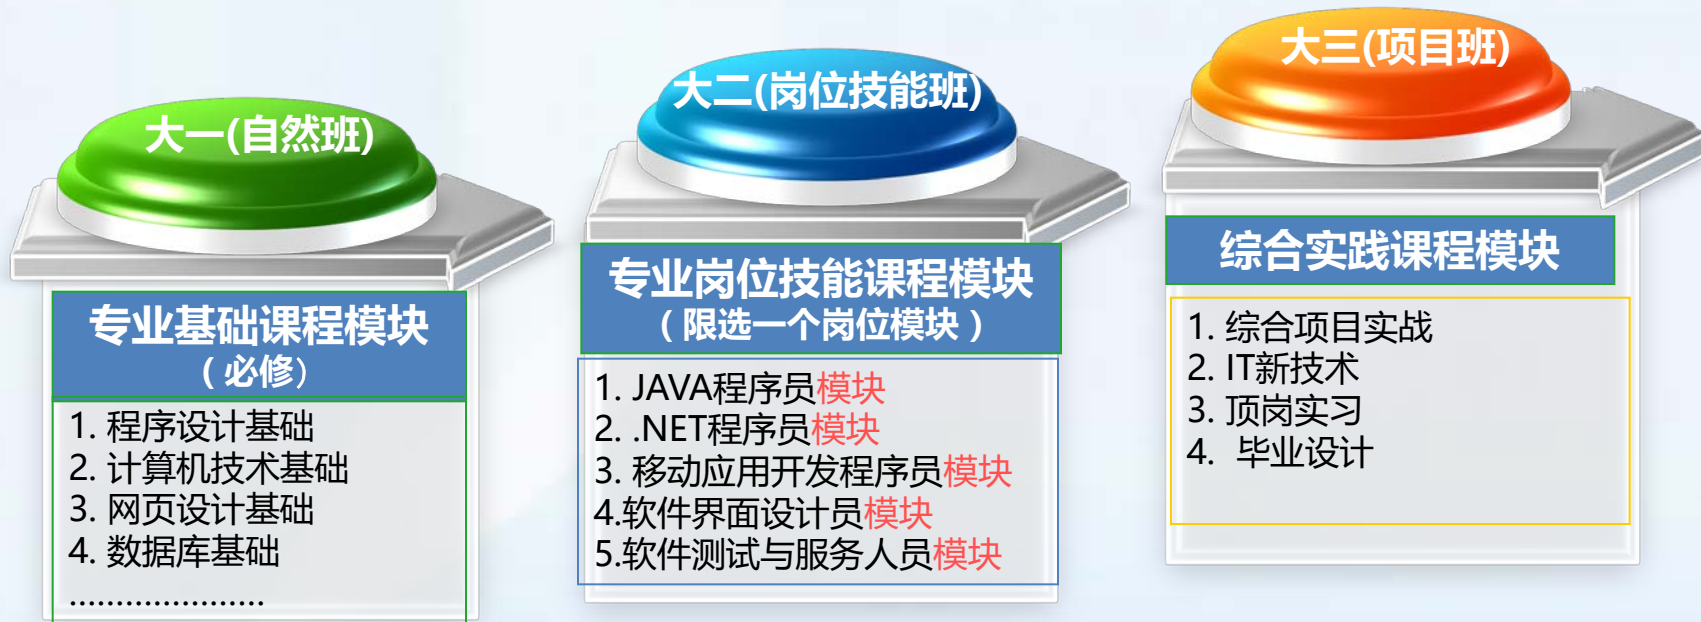 大一(自然班)
专业基础课程模块
（必修）
1. 程序设计基础
2. 计算机技术基础
3. 网页设计基础
4. 数据库基础
.....................
大二(岗位技能班)
专业岗位技能课程模块
（限选一个岗位模块）
1. JAVA程序员模块
2. .NET程序员模块
3. 移动应用开发程序员模块
4.软件界面设计员模块
5.软件测试与服务人员模块
大三(项目班)
综合实践课程模块
1. 综合项目实战
2. IT新技术
3. 顶岗实习
4. 毕业设计